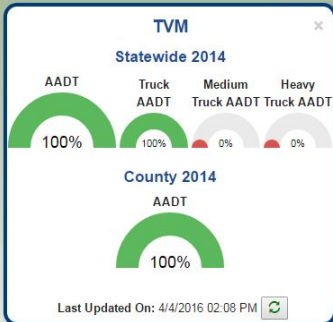 TVM ×
Statewide 2014
AADT Truck AADT Medium Truck AADT Heavy Truck AADT
100% 100% 0% 0%
County 2014
AADT
100%
Last Updated On: 4/4/2016 02:08 PM